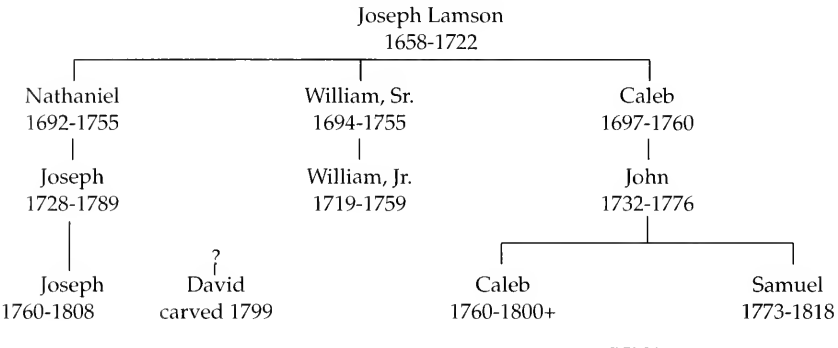 Joseph Lamson
1658-1722
Nathaniel William, Sr. Caleb
1692-1755 1694-1755 1697-1760
Joseph William, Jr. John
1728-1789 1719-1759 1732-1776
?
Joseph David Caleb Samuel
1760-1808 carved 1799 1760-1800+ 1773-1818